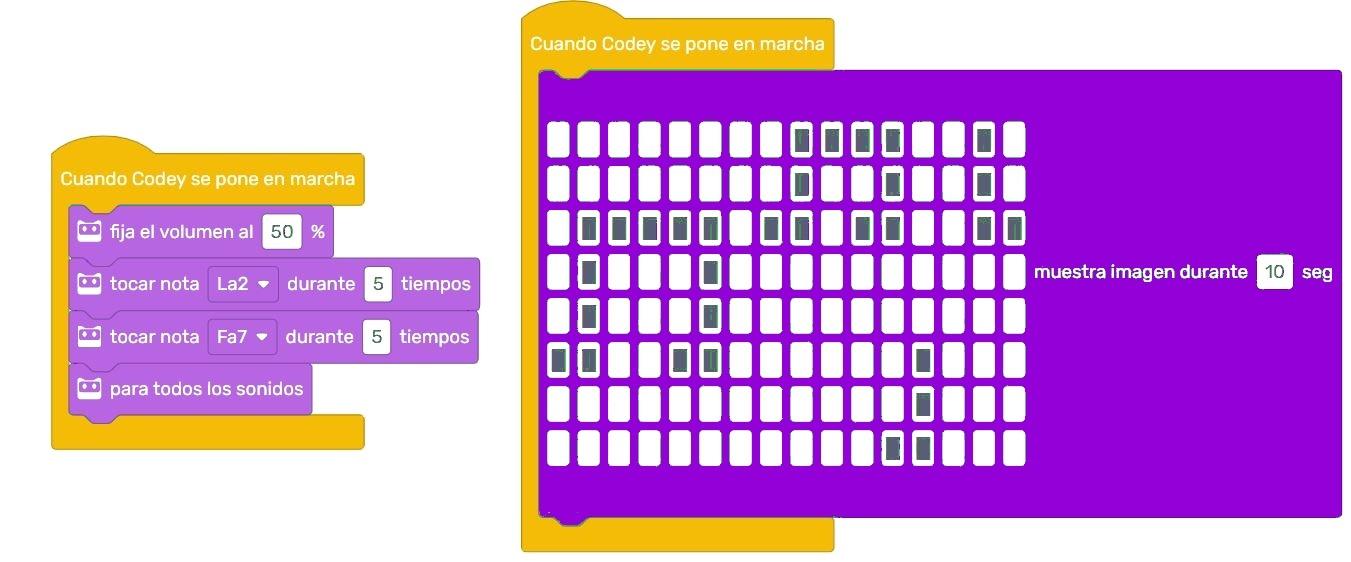 Cuando Codey se pone en marcha
fija el volumen al 50 %
tocar nota La2 durante 5 tiempos
tocar nota Fa7 durante 5 tiempos
para todos los sonidos
Cuando Codey se pone en marcha
muestra imagen durante 10 seg